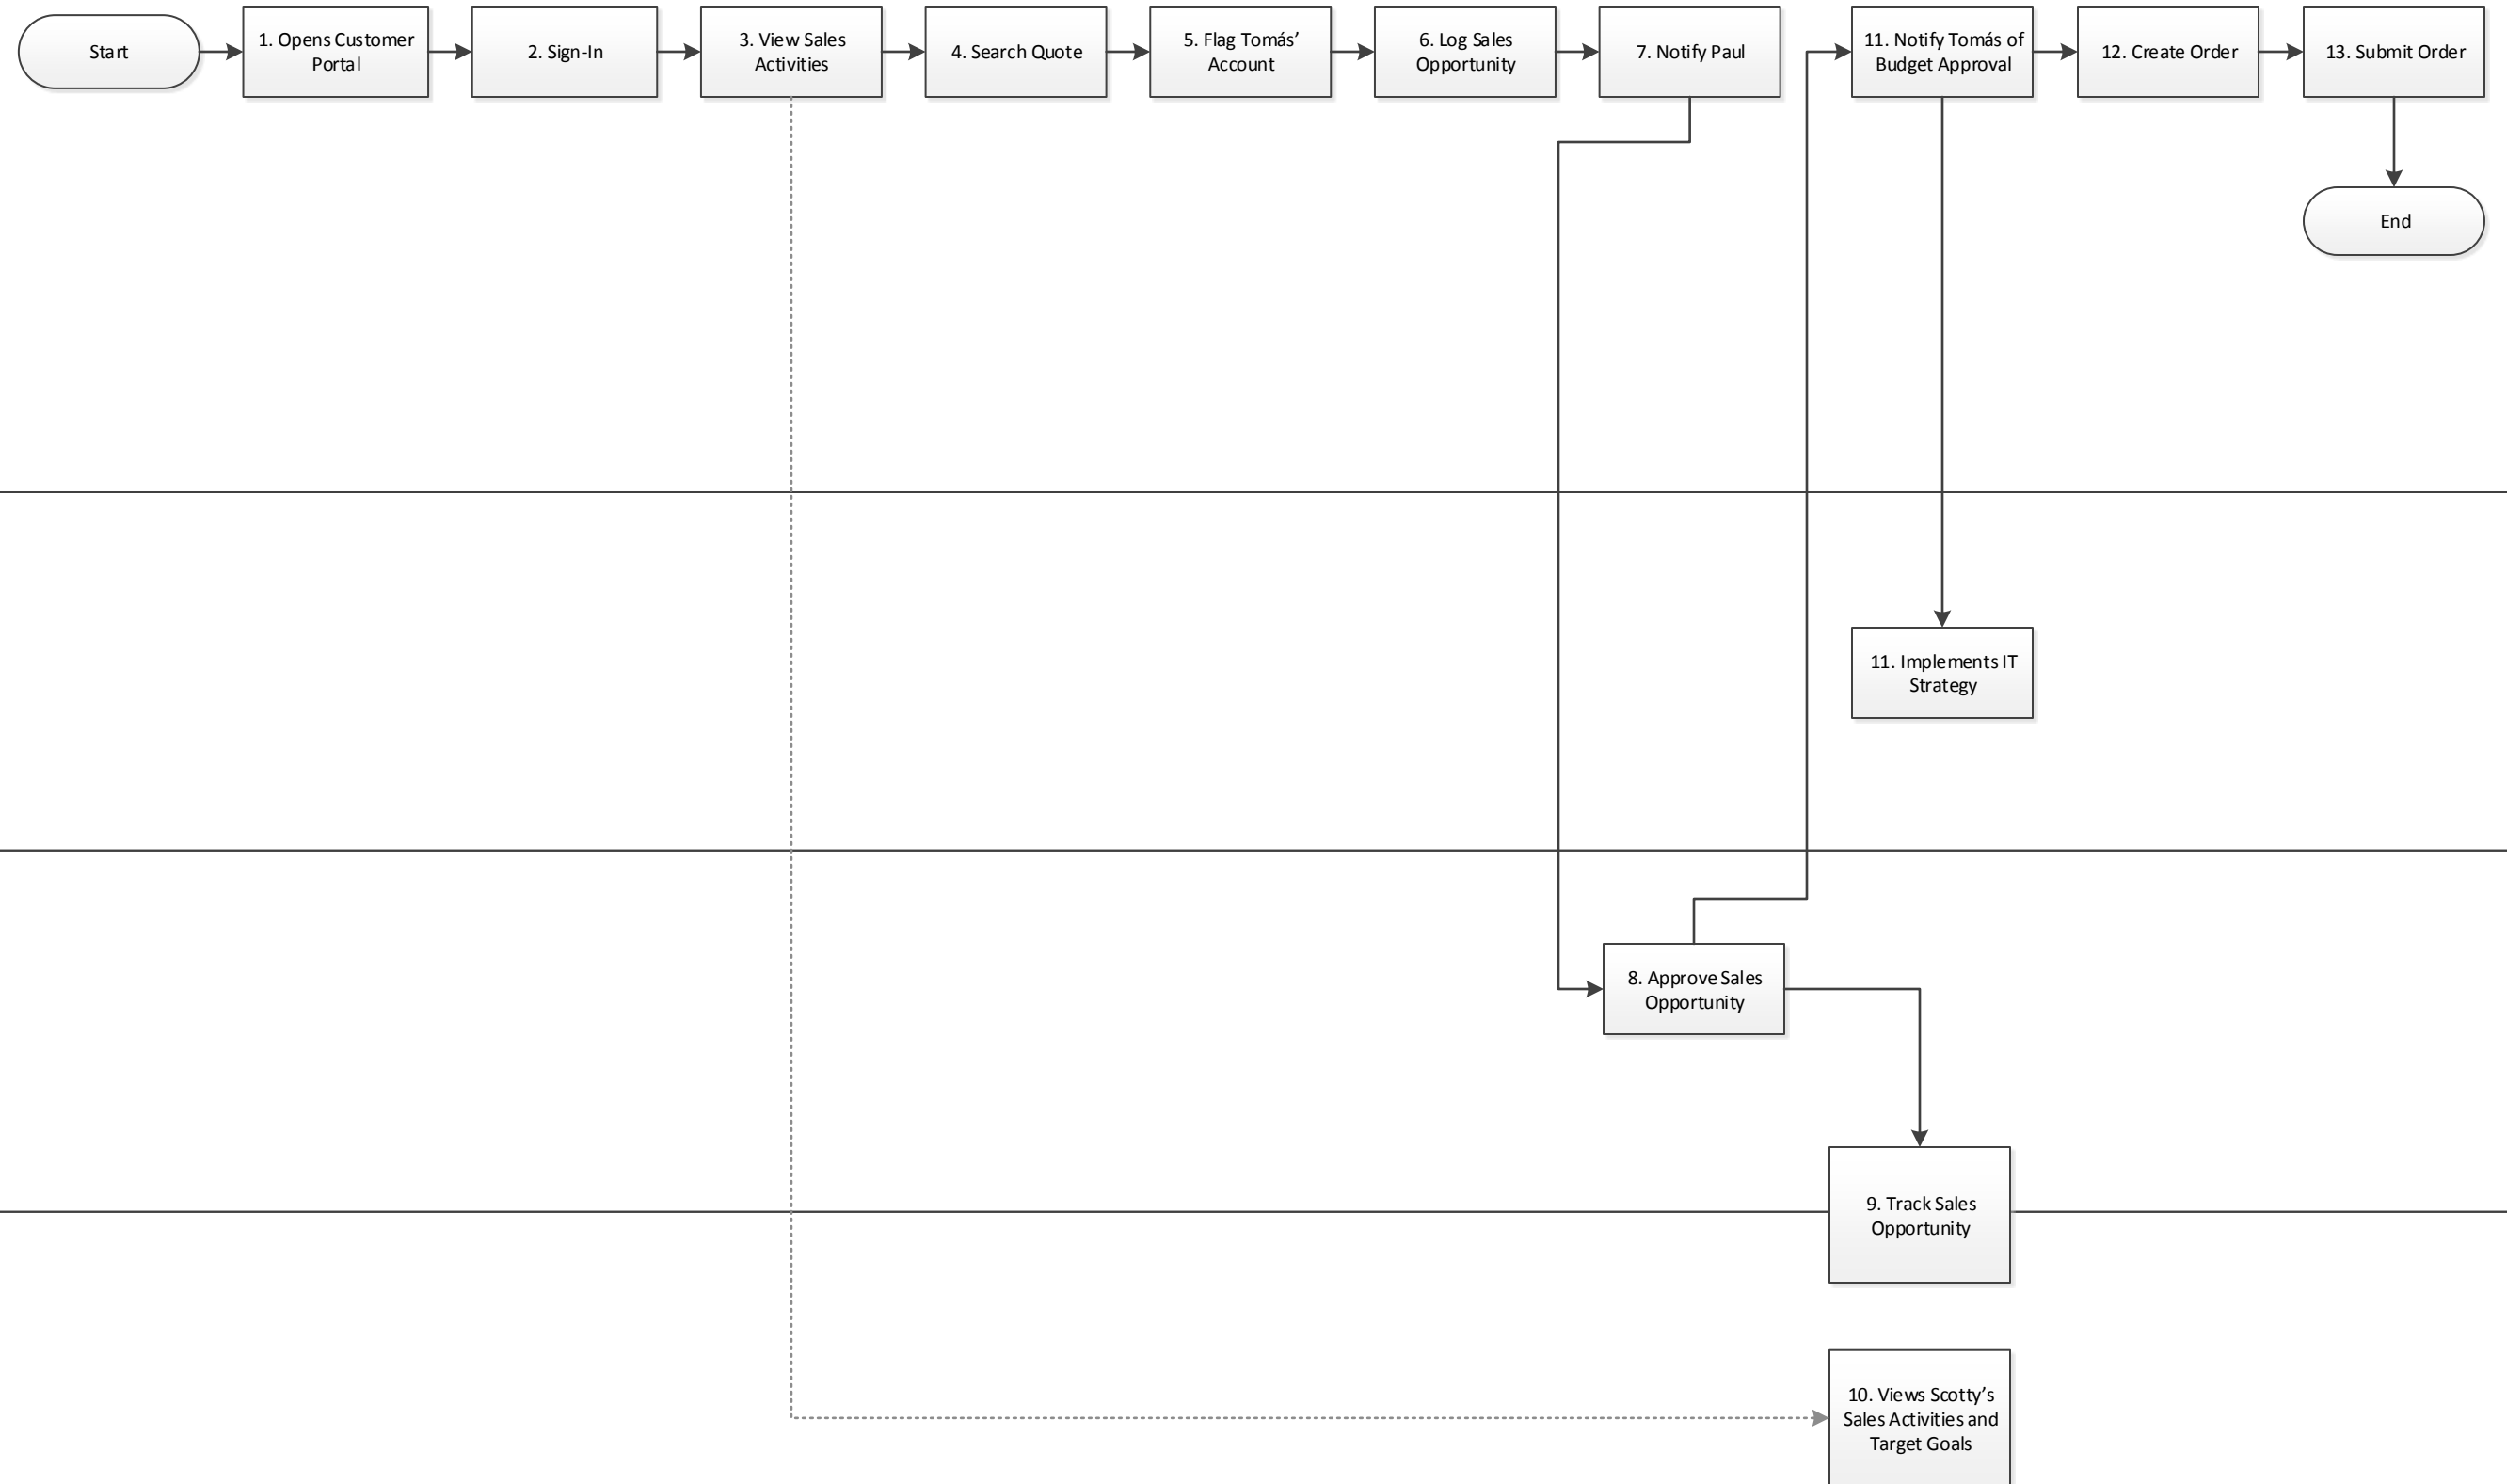 Start
1. Opens Customer
Portal
2. Sign-In
3. View Sales
Activities
4. Search Quote
5. Flag Tomás’
Account
6. Log Sales
Opportunity
7. Notify Paul
11. Notify Tomás of
Budget Approval
12. Create Order
13. Submit Order
End
11. Implements IT
Strategy
8. Approve Sales
Opportunity
9. Track Sales
Opportunity
10. Views Scotty’s
Sales Activities and
Target Goals